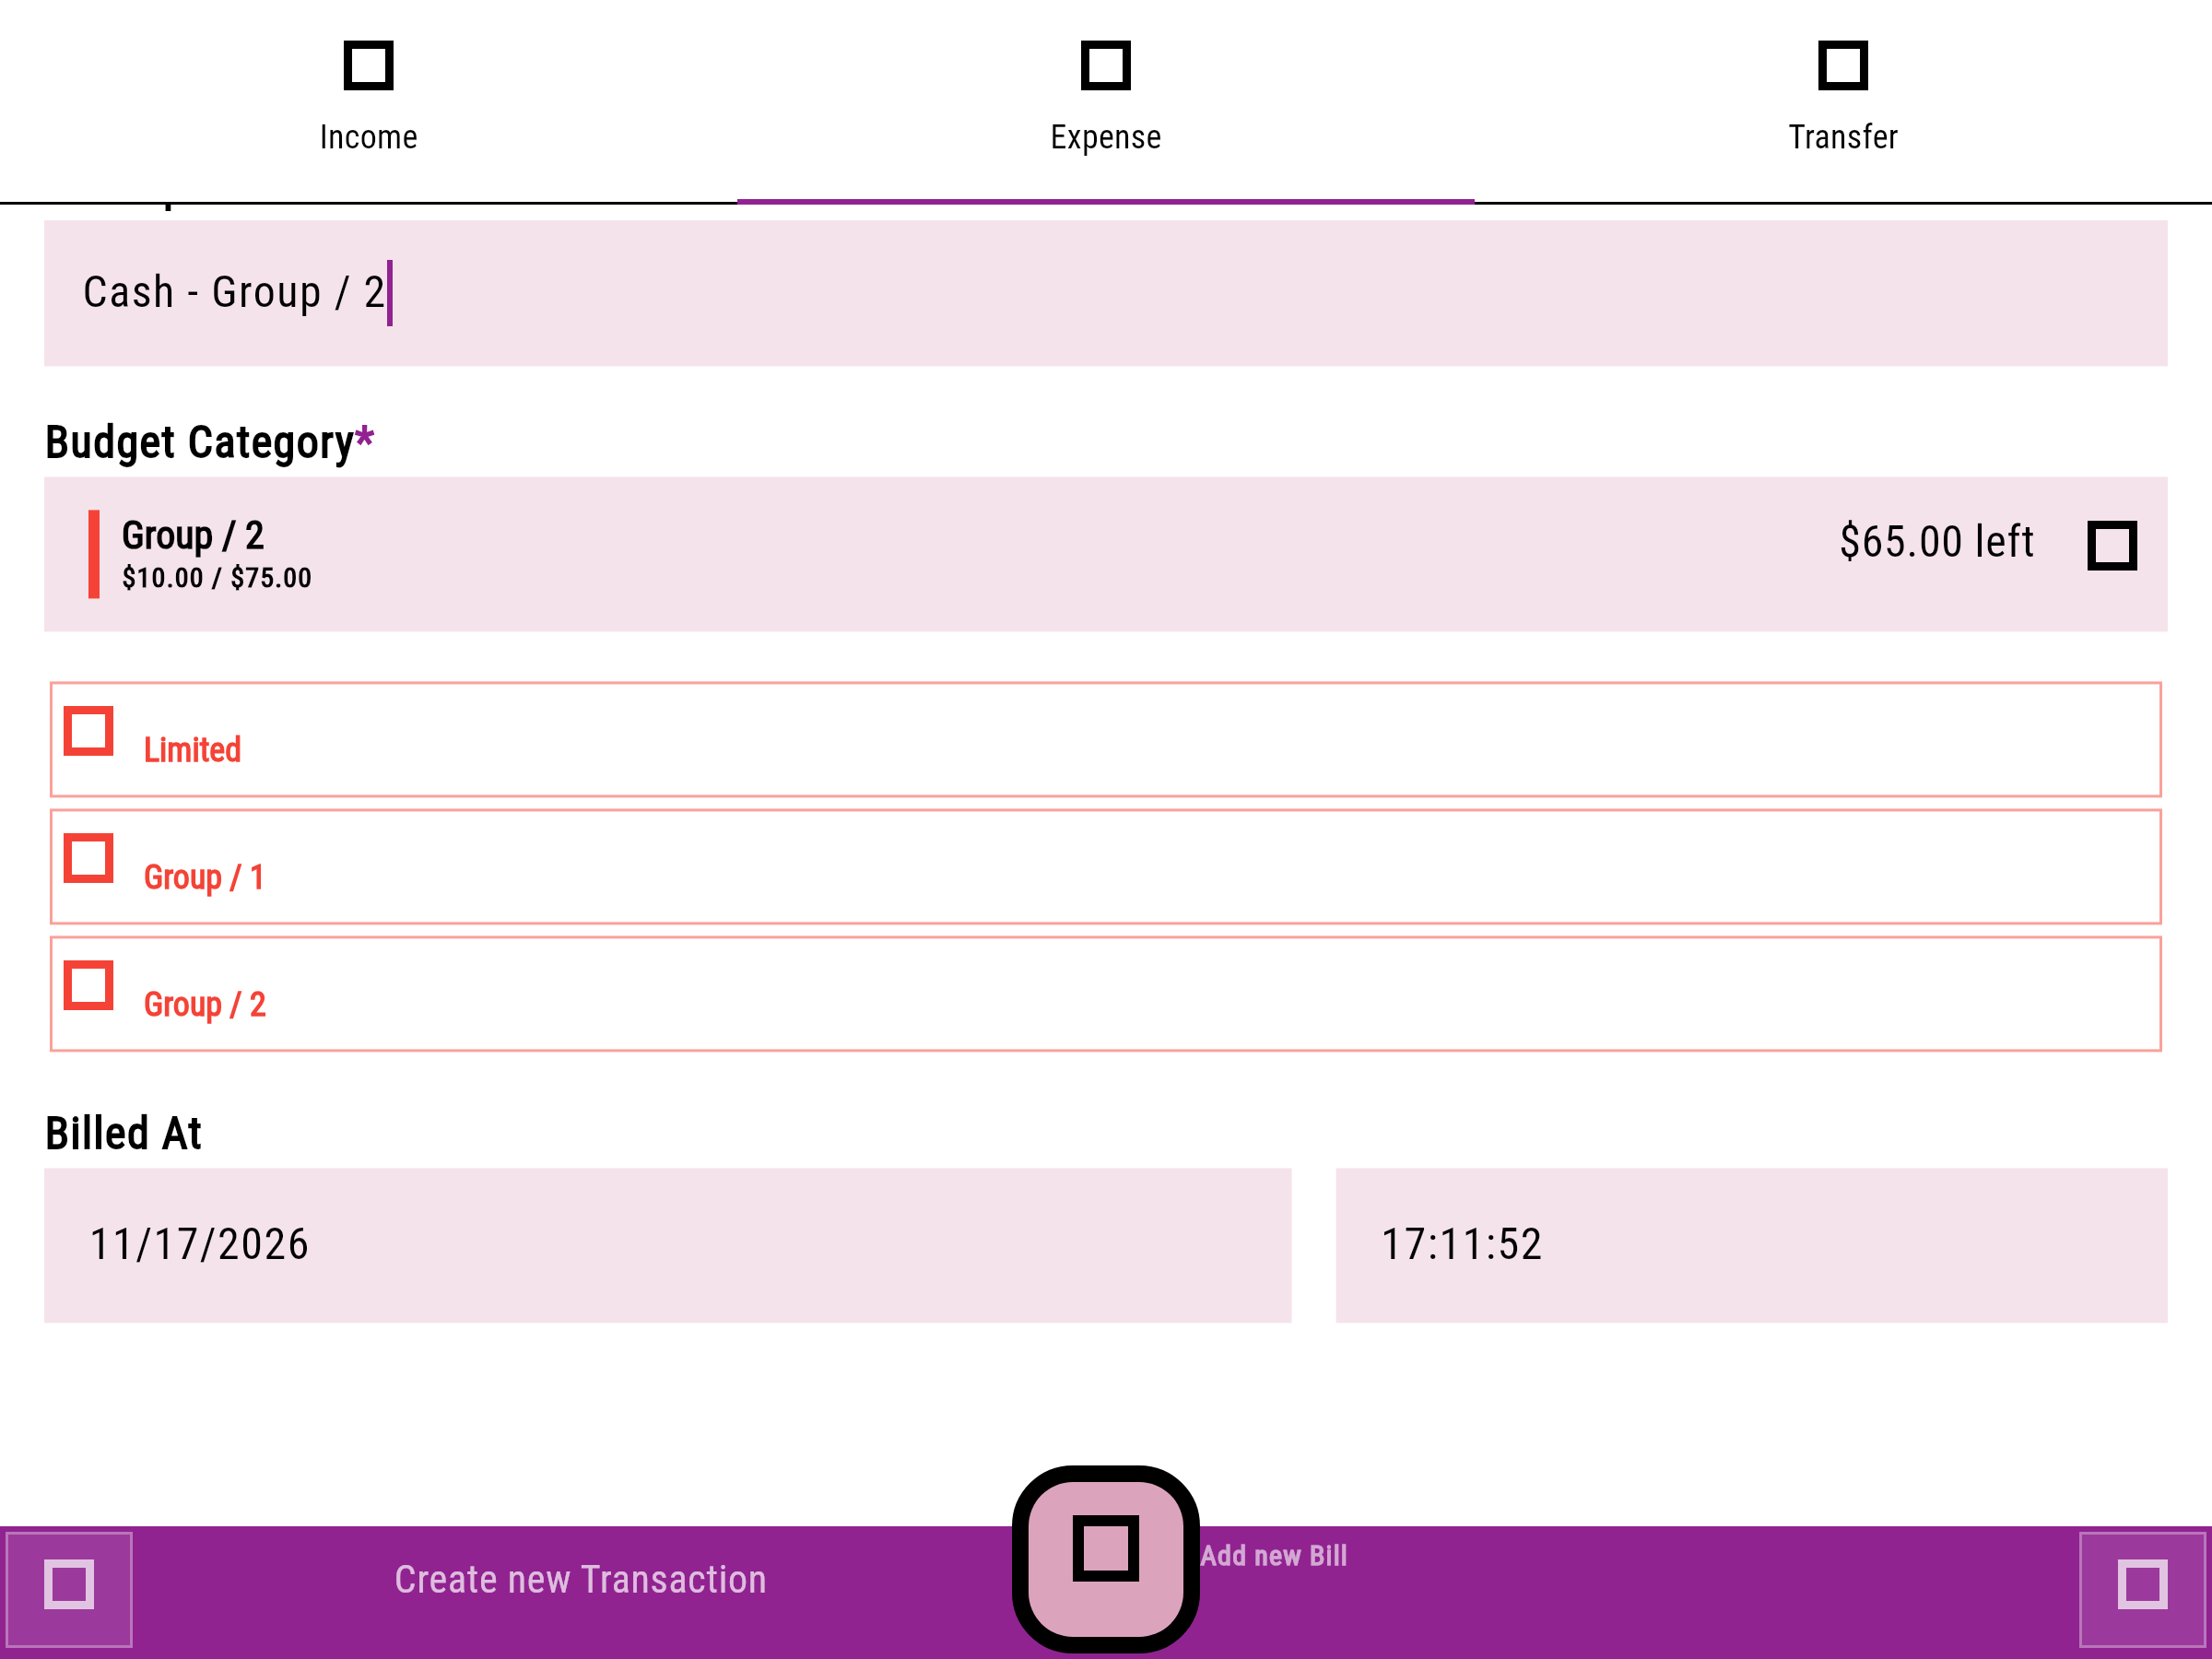 Income
Expense
Transfer
Cash - Group / 2
Budget Category*
Group / 2
$10.00 / $75.00
$65.00 left
Limited
Group / 1
Group / 2
Billed At
11/17/2026
17:11:52
Create new Transaction
Add new Bill